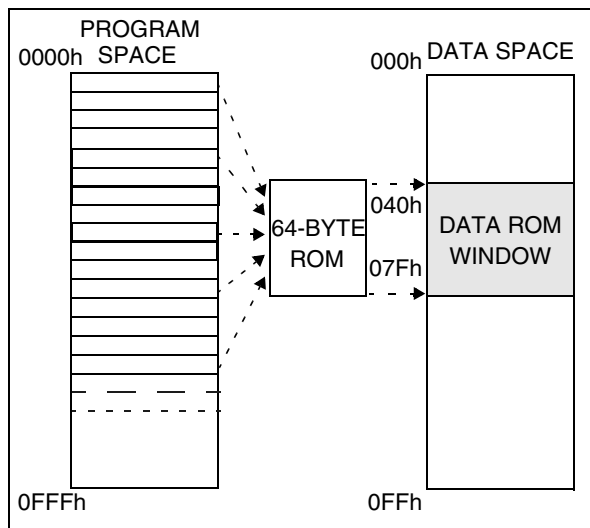 PROGRAM
SPACE
0000h
000h
DATA SPACE
64-BYTE
ROM
040h
07Fh
DATA ROM
WINDOW
0FFFh
0FFh